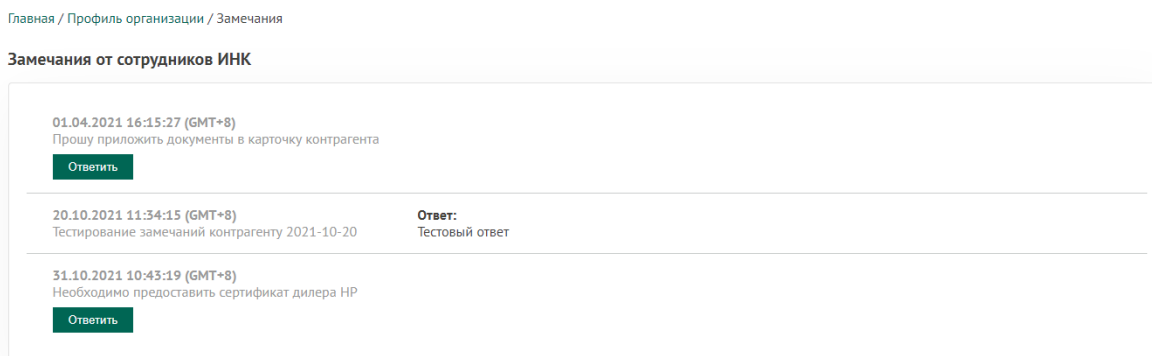 Главная / Профиль организации / Замечания
Замечания от сотрудников ИНК
01.04.2021 16:15:27 (GMT+8)
Прошу приложить документы в карточку контрагента
Ответить
20.10.2021 11:34:15 (GMT+8)
Тестирование замечаний контрагенту 2021-10-20
Ответ:
Тестовый ответ
31.10.2021 10:43:19 (GMT+8)
Необходимо предоставить сертификат дилера HP
Ответить